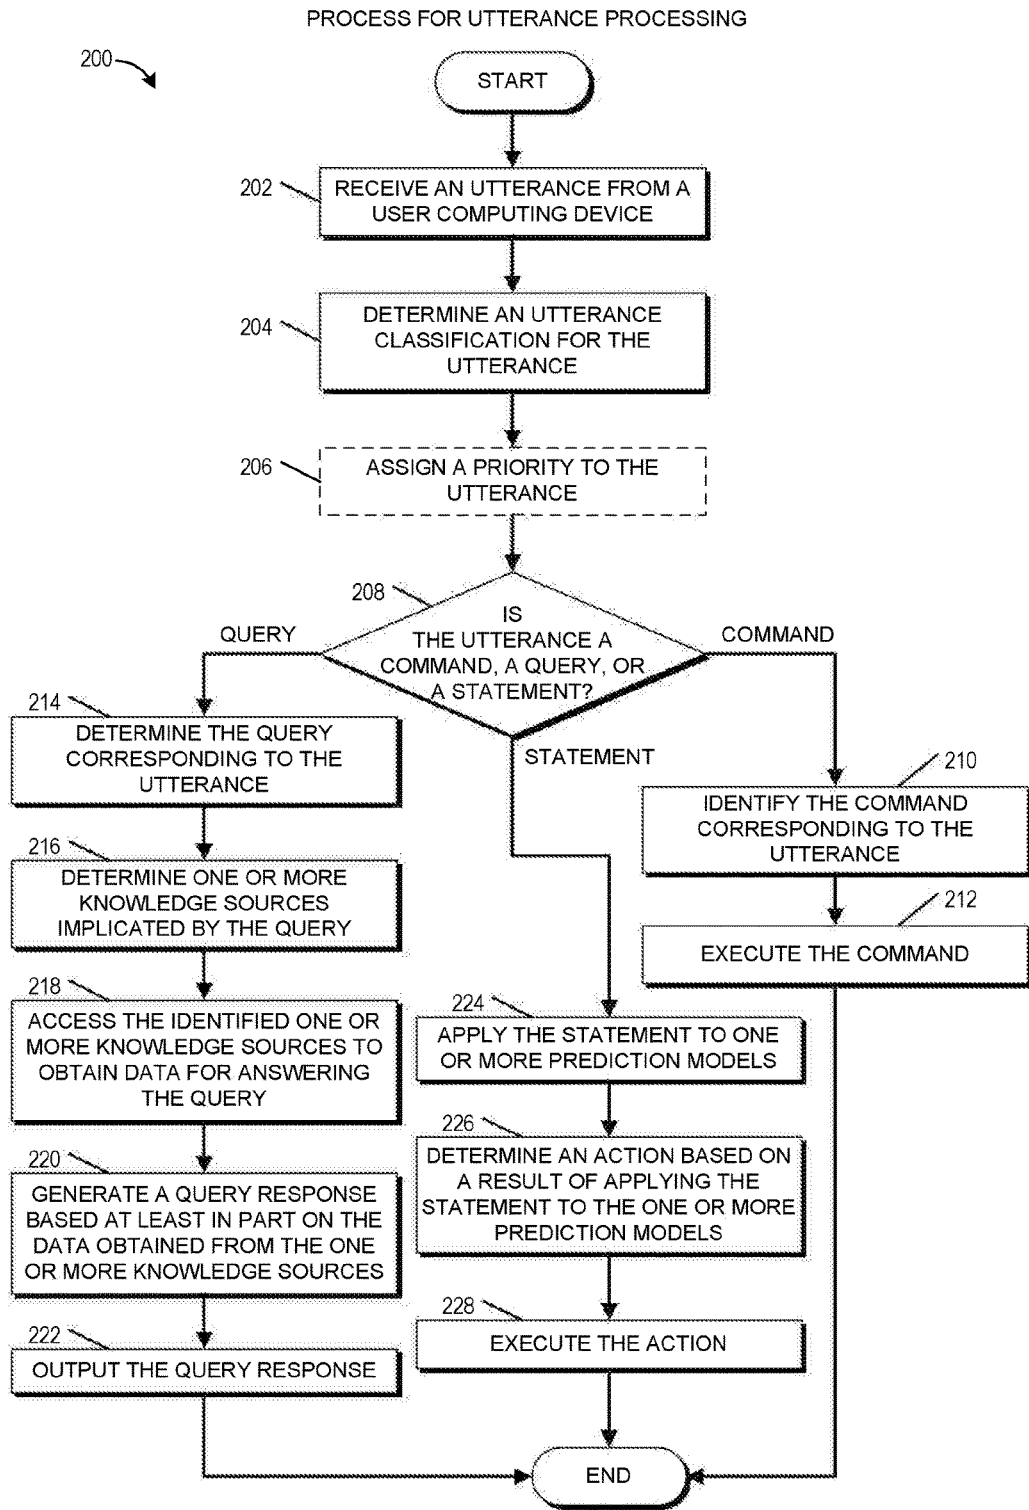 PROCESS FOR UTTERANCE PROCESSING
200
START
202
RECEIVE AN UTTERANCE FROM A
USER COMPUTING DEVICE
204
DETERMINE AN UTTERANCE
CLASSIFICATION FOR THE
UTTERANCE
206
ASSIGN A PRIORITY TO THE
UTTERANCE
208
IS
THE UTTERANCE A
COMMAND, A QUERY, OR
A STATEMENT?
QUERY
COMMAND
STATEMENT
214
DETERMINE THE QUERY
CORRESPONDING TO THE
UTTERANCE
216
DETERMINE ONE OR MORE
KNOWLEDGE SOURCES
IMPLICATED BY THE QUERY
218
ACCESS THE IDENTIFIED ONE OR
MORE KNOWLEDGE SOURCES TO
OBTAIN DATA FOR ANSWERING
THE QUERY
220
GENERATE A QUERY RESPONSE
BASED AT LEAST IN PART ON THE
DATA OBTAINED FROM THE ONE
OR MORE KNOWLEDGE SOURCES
222
OUTPUT THE QUERY RESPONSE
224
APPLY THE STATEMENT TO ONE
OR MORE PREDICTION MODELS
226
DETERMINE AN ACTION BASED ON
A RESULT OF APPLYING THE
STATEMENT TO THE ONE OR MORE
PREDICTION MODELS
228
EXECUTE THE ACTION
210
IDENTIFY THE COMMAND
CORRESPONDING TO THE
UTTERANCE
212
EXECUTE THE COMMAND
END